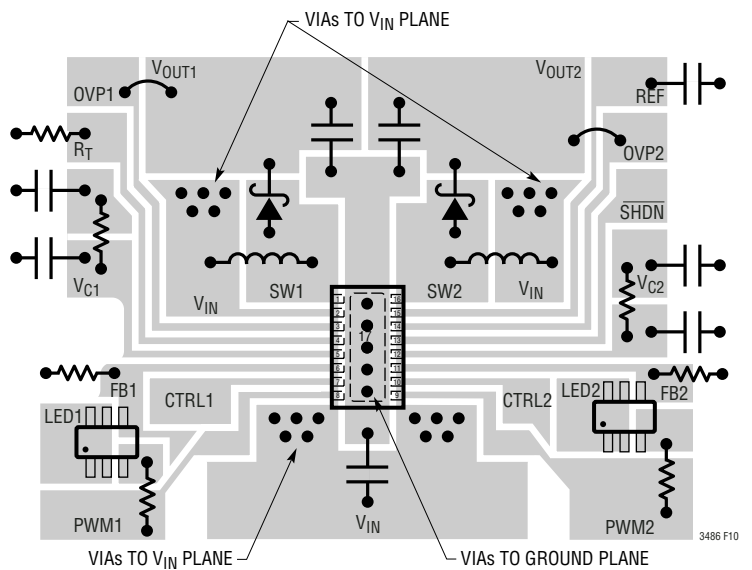 VIAs TO VIN PLANE
VOUT1
VOUT2
OVP1
REF
RT
OVP2
SHDN
VC1
VIN
SW1
SW2
VIN
VC2
1
2
3
4
5
6
7
8
17
16
15
14
13
12
11
10
9
FB1
CTRL1
CTRL2
LED2
FB2
LED1
PWM1
VIN
PWM2
3486 F10
VIAs TO VIN PLANE
VIAs TO GROUND PLANE